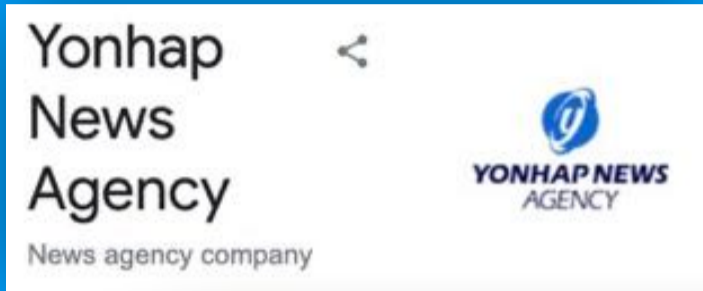 Yonhap
News
Agency
News agency company
y
YONHAP NEWS
AGENCY